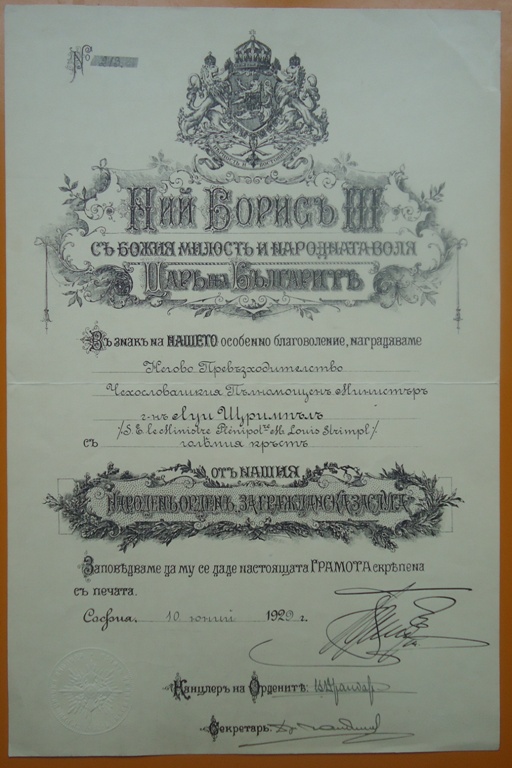 № 213.
НИЙ БОРИСЪ III
СЪ БОЖИЯ МИЛОСТЬ И НАРОДНАТА ВОЛЯ
ЦАРЬ НА БЪЛГАРИТѢ
Въ знакъ на НАШЕТО особенно благоволение, награждаваме
Негово Превъзходителство
Чехословашкия Пълномощенъ Министъръ
г-нъ Луи Щримпълъ
/S. E. le Ministre Plénipot.re M. Louis Strimpl/
съ голѣмия кръстъ
ОТЪ НАШИЯ
НАРОДЕНЪ ОРДЕНЪ ЗА ГРАЖДАНСКА ЗАСЛУГА
Заповѣдваме да му се даде настоящата ГРАМОТА скрѣпена
съ печата.
София. 10 юний 1929 г.
Канцлеръ на Орденитѣ:
Секретарь: